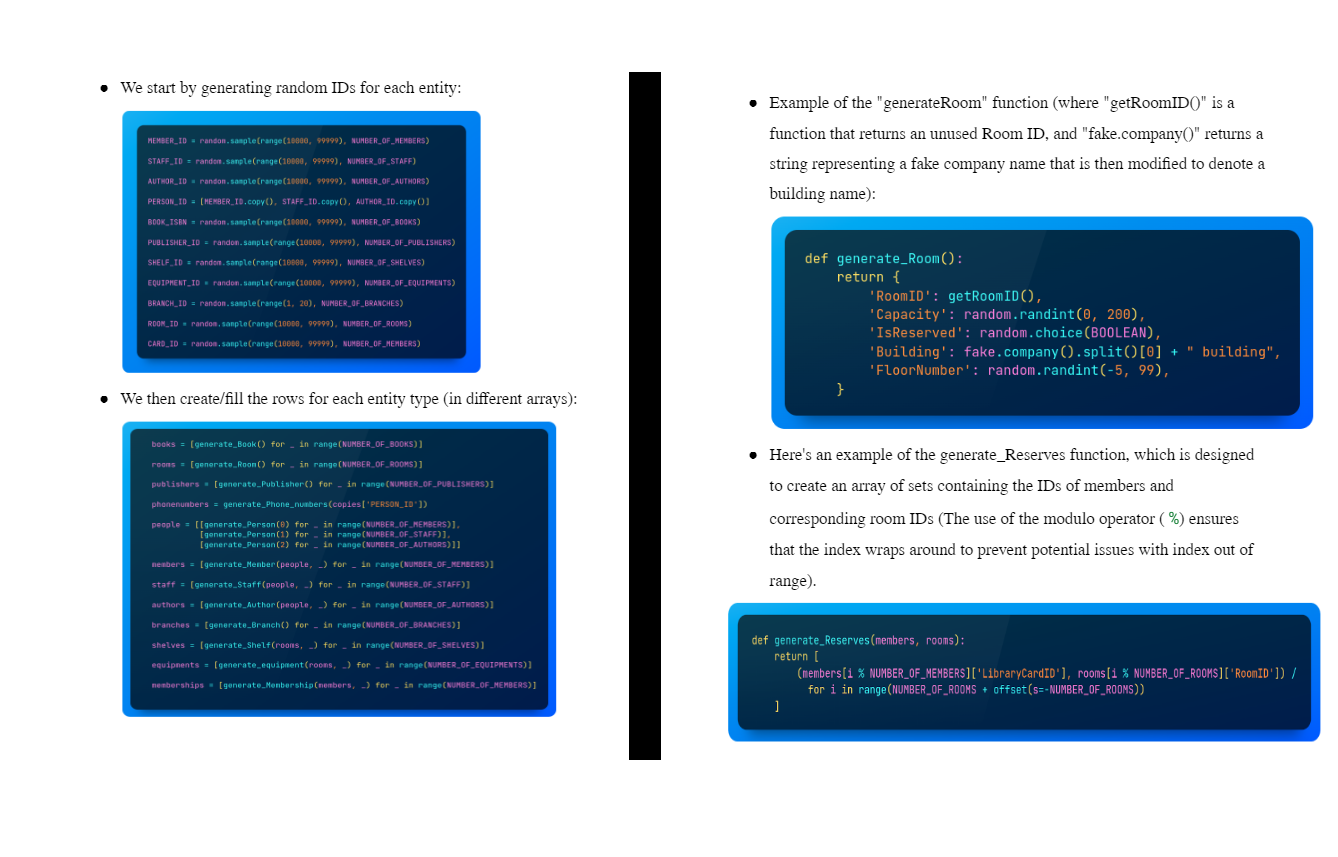 ● We start by generating random IDs for each entity:
MEMBER_ID = random.sample(range(10000, 99999), NUMBER_OF_MEMBERS)
STAFF_ID = random.sample(range(10000, 99999), NUMBER_OF_STAFF)
AUTHOR_ID = random.sample(range(10000, 99999), NUMBER_OF_AUTHORS)
PERSON_ID = [MEMBER_ID.copy(), STAFF_ID.copy(), AUTHOR_ID.copy()]
BOOK_ISBN = random.sample(range(10000, 99999), NUMBER_OF_BOOKS)
PUBLISHER_ID = random.sample(range(10000, 99999), NUMBER_OF_PUBLISHERS)
SHELF_ID = random.sample(range(10000, 99999), NUMBER_OF_SHELVES)
EQUIPMENT_ID = random.sample(range(10000, 99999), NUMBER_OF_EQUIPMENTS)
BRANCH_ID = random.sample(range(1, 20), NUMBER_OF_BRANCHES)
ROOM_ID = random.sample(range(10000, 99999), NUMBER_OF_ROOMS)
CARD_ID = random.sample(range(10000, 99999), NUMBER_OF_MEMBERS)
● We then create/fill the rows for each entity type (in different arrays):
books = [generate_Book() for _ in range(NUMBER_OF_BOOKS)]
rooms = [generate_Room() for _ in range(NUMBER_OF_ROOMS)]
publishers = [generate_Publisher() for _ in range(NUMBER_OF_PUBLISHERS)]
phonenumbers = generate_Phone_numbers(copies['PERSON_ID'])
people = [[generate_Person(0) for _ in range(NUMBER_OF_MEMBERS)],
[generate_Person(1) for _ in range(NUMBER_OF_STAFF)],
[generate_Person(2) for _ in range(NUMBER_OF_AUTHORS)]]
members = [generate_Member(people, _) for _ in range(NUMBER_OF_MEMBERS)]
staff = [generate_Staff(people, _) for _ in range(NUMBER_OF_STAFF)]
authors = [generate_Author(people, _) for _ in range(NUMBER_OF_AUTHORS)]
branches = [generate_Branch() for _ in range(NUMBER_OF_BRANCHES)]
shelves = [generate_Shelf(rooms, _) for _ in range(NUMBER_OF_SHELVES)]
equipments = [generate_equipment(rooms, _) for _ in range(NUMBER_OF_EQUIPMENTS)]
memberships = [generate_Membership(members, _) for _ in range(NUMBER_OF_MEMBERS)]
● Example of the "generateRoom" function (where "getRoomID()" is a
function that returns an unused Room ID, and "fake.company()" returns a
string representing a fake company name that is then modified to denote a
building name):
def generate_Room():
return {
'RoomID': getRoomID(),
'Capacity': random.randint(0, 200),
'IsReserved': random.choice(BOOLEAN),
'Building': fake.company().split()[0] + " building",
'FloorNumber': random.randint(-5, 99),
}
● Here's an example of the generate_Reserves function, which is designed
to create an array of sets containing the IDs of members and
corresponding room IDs (The use of the modulo operator ( %) ensures
that the index wraps around to prevent potential issues with index out of
range).
def generate_Reserves(members, rooms):
return [
(members[i % NUMBER_OF_MEMBERS]['LibraryCardID'], rooms[i % NUMBER_OF_ROOMS]['RoomID']) /
for i in range(NUMBER_OF_ROOMS + offset(s=-NUMBER_OF_ROOMS))
]